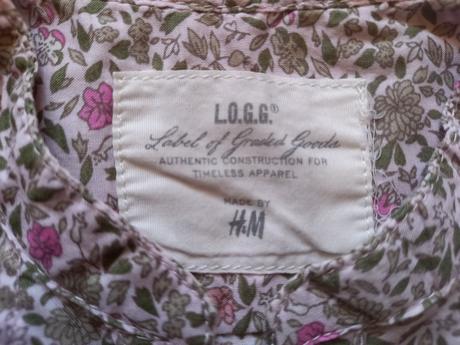 L.O.G.G.®
Label of Graded Goods
AUTHENTIC CONSTRUCTION FOR
TIMELESS APPAREL
MADE BY
H&M